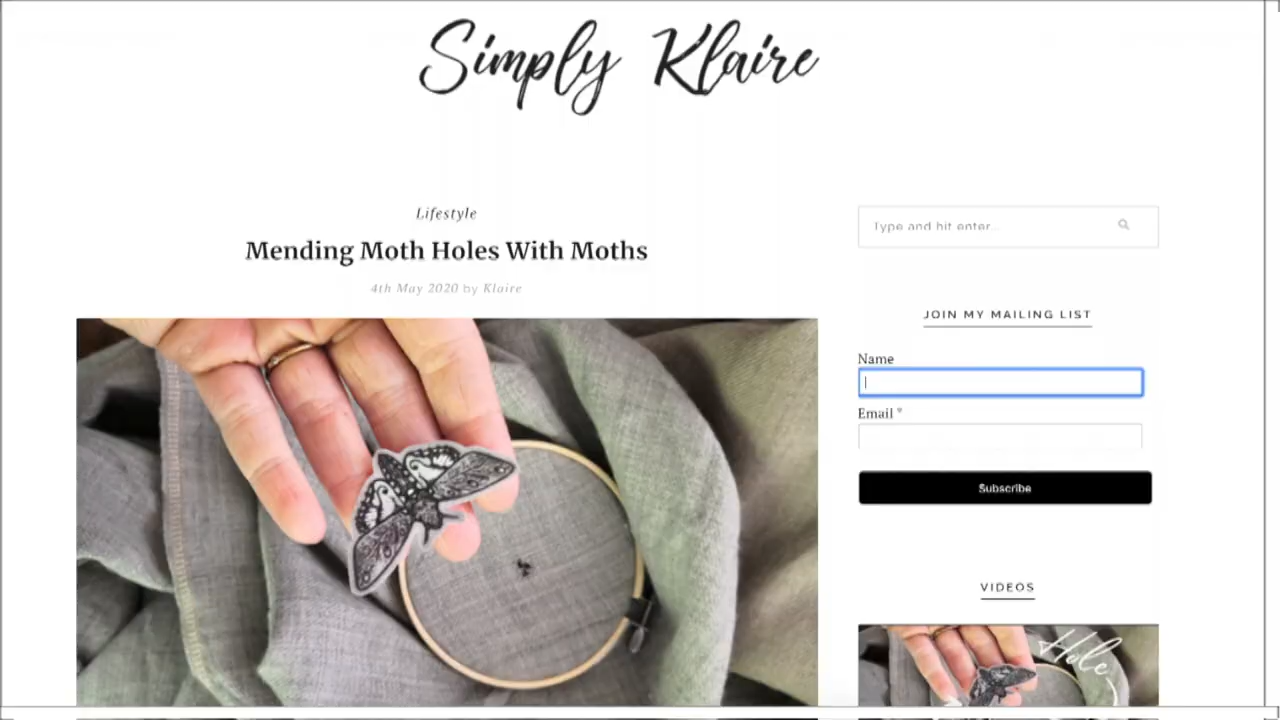 Simply Klaire
Lifestyle
Mending Moth Holes With Moths
4th May 2020 by Klaire
Type and hit enter...
JOIN MY MAILING LIST
Name
Email *
Subscribe
VIDEOS
Hole